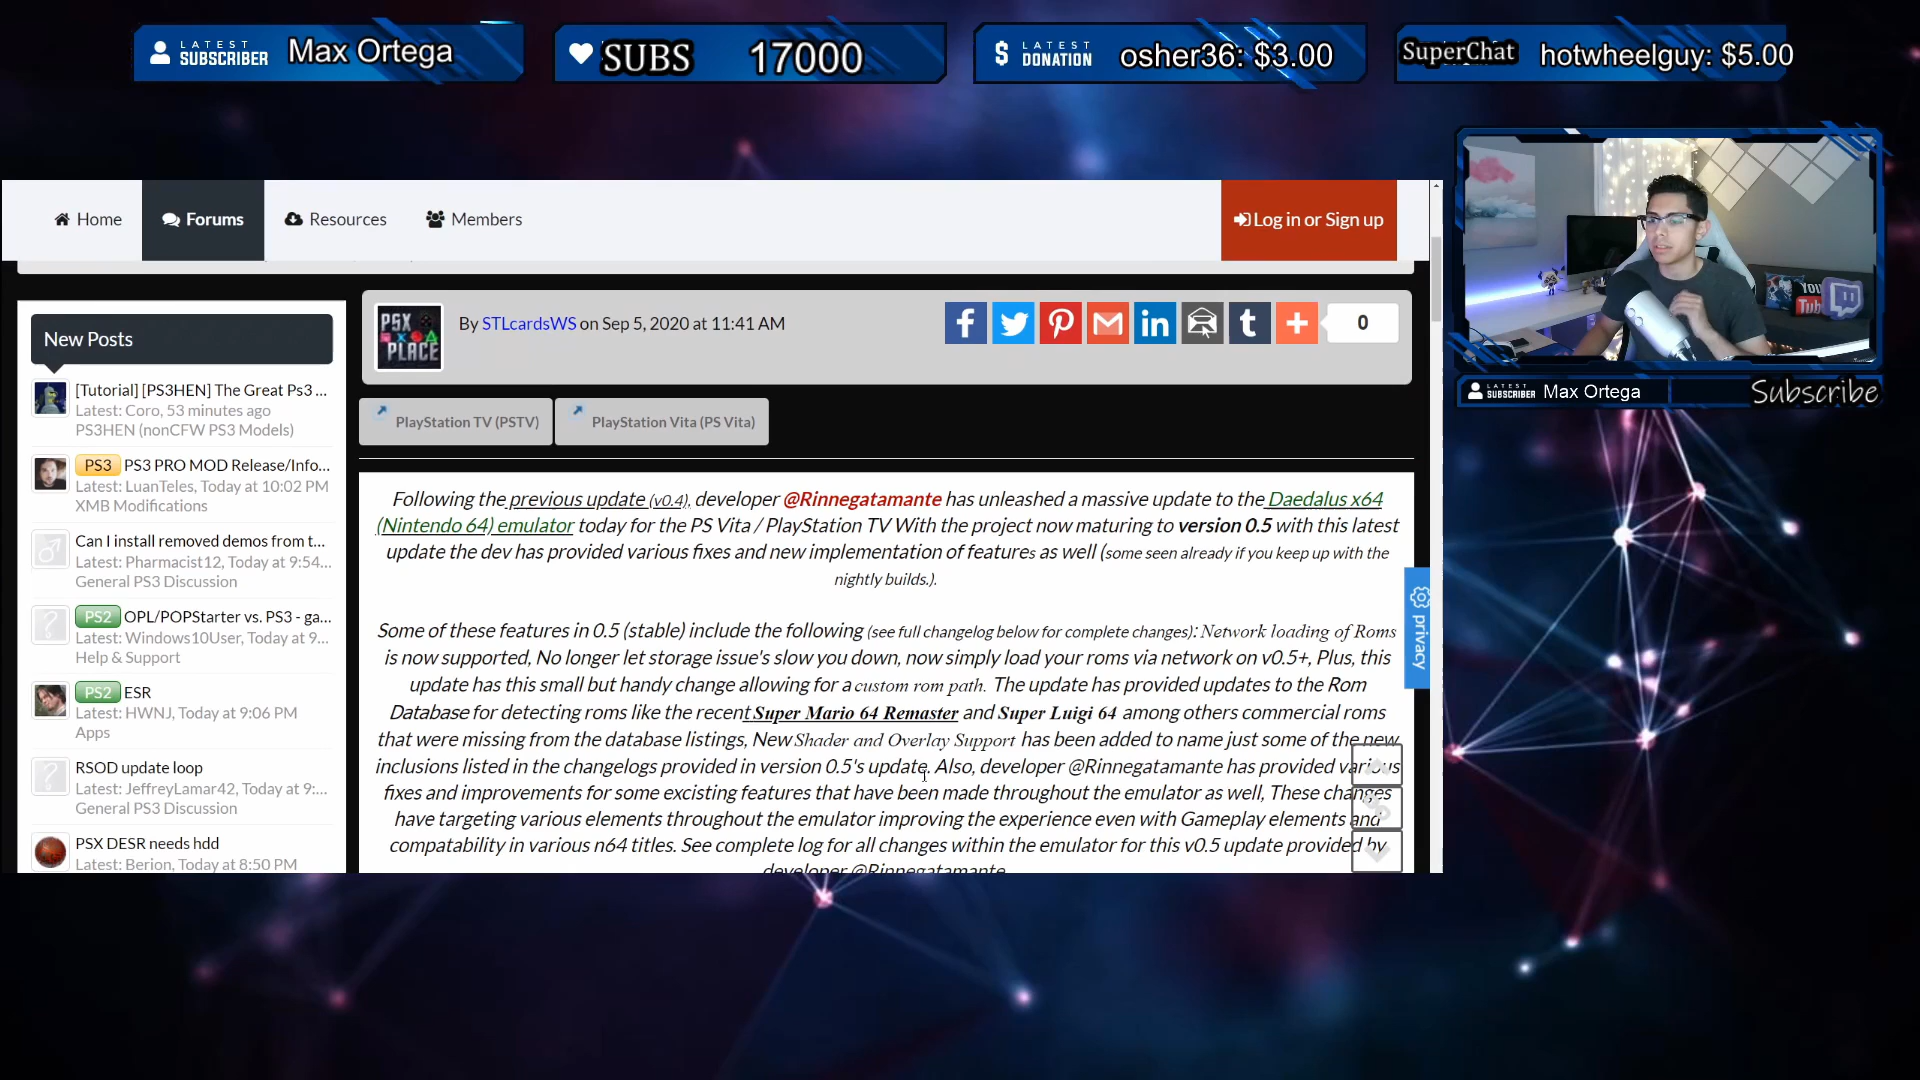 LATEST SUBSCRIBER Max Ortega
SUBS 17000
LATEST DONATION osher36: $3.00
SuperChat hotwheelguy: $5.00
Home Forums Resources Members Log in or Sign up
PSX PLACE
By STLcardsWS on Sep 5, 2020 at 11:41 AM
0
PlayStation TV (PSTV) PlayStation Vita (PS Vita)
New Posts
[Tutorial] [PS3HEN] The Great Ps3 ...
Latest: Coro, 53 minutes ago
PS3HEN (nonCFW PS3 Models)
PS3 PS3 PRO MOD Release/Info...
Latest: LuanTeles, Today at 10:02 PM
XMB Modifications
Can I install removed demos from t...
Latest: Pharmacist12, Today at 9:54...
General PS3 Discussion
PS2 OPL/POPStarter vs. PS3 - ga...
Latest: Windows10User, Today at 9...
Help & Support
PS2 ESR
Latest: HWNJ, Today at 9:06 PM
Apps
RSOD update loop
Latest: JeffreyLamar42, Today at 9:...
General PS3 Discussion
PSX DESR needs hdd
Latest: Berion, Today at 8:50 PM
Following the previous update (v0.4), developer @Rinnegatamante has unleashed a massive update to the Daedalus x64
(Nintendo 64) emulator today for the PS Vita / PlayStation TV With the project now maturing to version 0.5 with this latest
update the dev has provided various fixes and new implementation of features as well (some seen already if you keep up with the
nightly builds.).
Some of these features in 0.5 (stable) include the following (see full changelog below for complete changes): Network loading of Roms
is now supported, No longer let storage issue's slow you down, now simply load your roms via network on v0.5+, Plus, this
update has this small but handy change allowing for a custom rom path. The update has provided updates to the Rom
Database for detecting roms like the recent Super Mario 64 Remaster and Super Luigi 64 among others commercial roms
that were missing from the database listings, New Shader and Overlay Support has been added to name just some of the new
inclusions listed in the changelogs provided in version 0.5's update. Also, developer @Rinnegatamante has provided various
fixes and improvements for some excisting features that have been made throughout the emulator as well, These changes
have targeting various elements throughout the emulator improving the experience even with Gameplay elements and
compatability in various n64 titles. See complete log for all changes within the emulator for this v0.5 update provided by
developer @Rinnegatamante
privacy
YOU
Tube
LATEST SUBSCRIBER Max Ortega
Subscribe